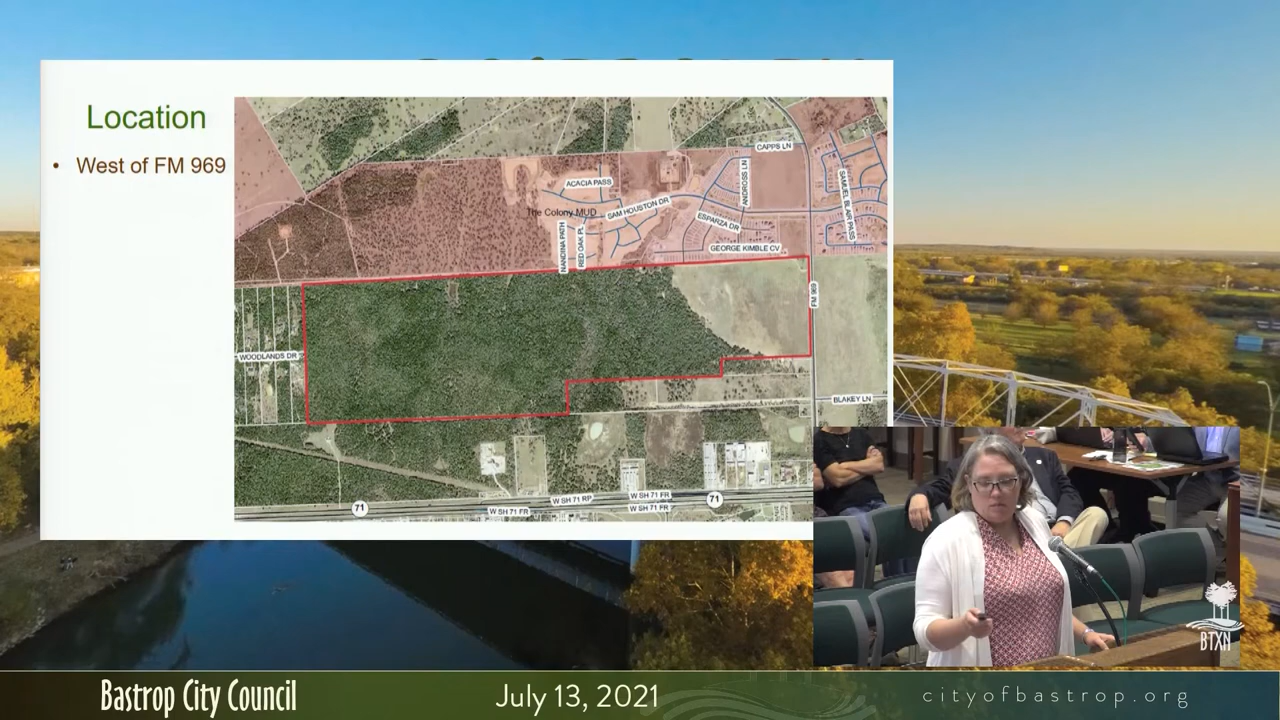 Location
• West of FM 969
CAPPS LN
ACACIA PASS
ANDROSS LN
SAMUEL BLAIR PASS
The Colony MUD
SAM HOUSTON DR
ESPARZA DR
NANDINA PATH
RED OAK PL
GEORGE KIMBLE CV
FM 969
WOODLANDS DR
BLAKEY LN
W SH 71 RP
W SH 71 FR
71
71
W SH 71 FR
W SH 71 FR
BTXN
Bastrop City Council
July 13, 2021
cityofbastrop.org